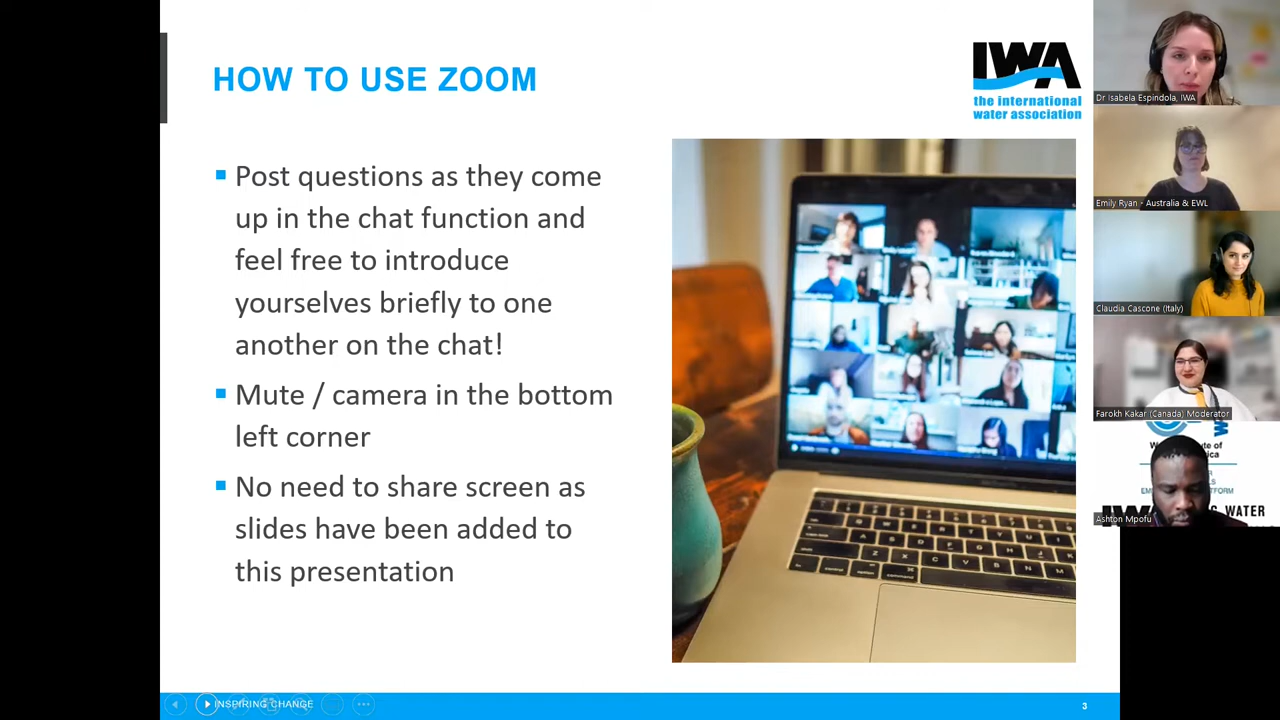 HOW TO USE ZOOM
IWA
the international
water association
Post questions as they come
up in the chat function and
feel free to introduce
yourselves briefly to one
another on the chat!
Mute / camera in the bottom
left corner
No need to share screen as
slides have been added to
this presentation
INSPIRING CHANGE
3
Dr Isabela Espindola, IWA
Emily Ryan - Australia & EWL
Claudia Cascone (Italy)
Farokh Kakar (Canada) Moderator
Ashton Mpofu
WATER